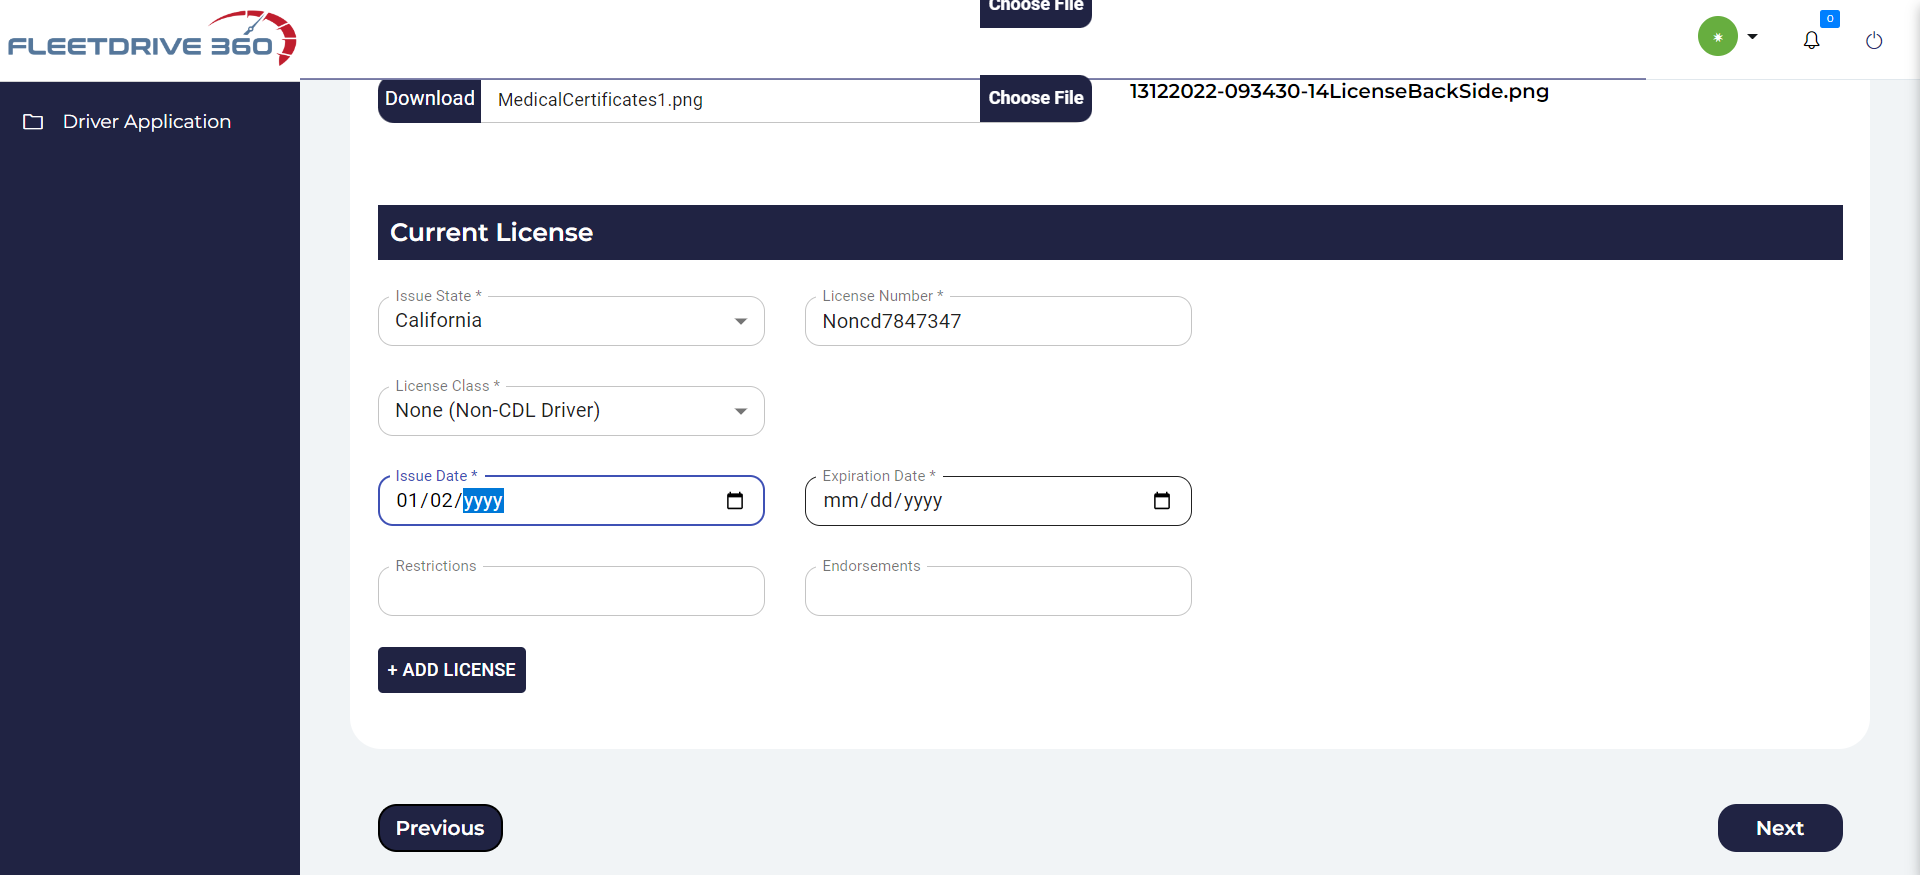 Choose File
FLEETDRIVE 360
0
Driver Application
Download
MedicalCertificates1.png
Choose File
13122022-093430-14LicenseBackSide.png
Current License
Issue State *
California
License Number *
Noncd7847347
License Class *
None (Non-CDL Driver)
Issue Date *
01/02/yyyy
Expiration Date *
mm/dd/yyyy
Restrictions
Endorsements
+ ADD LICENSE
Previous
Next